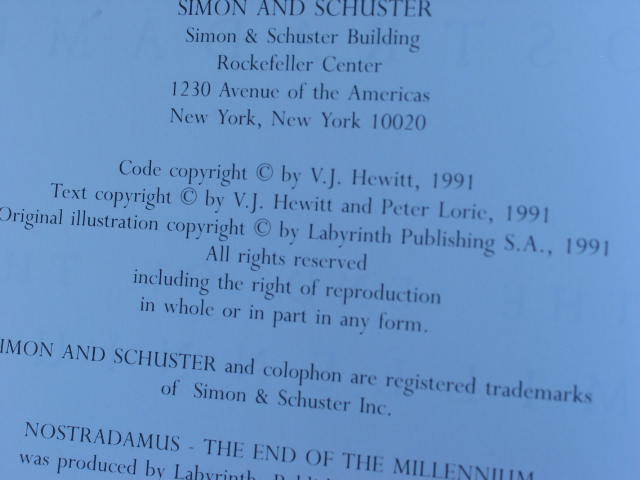 SIMON AND SCHUSTER
Simon & Schuster Building
Rockefeller Center
1230 Avenue of the Americas
New York, New York 10020
Code copyright © by V.J. Hewitt, 1991
Text copyright © by V.J. Hewitt and Peter Lorie, 1991
Original illustration copyright © by Labyrinth Publishing S.A., 1991
All rights reserved
including the right of reproduction
in whole or in part in any form.
IMON AND SCHUSTER and colophon are registered trademarks
of Simon & Schuster Inc.
NOSTRADAMUS - THE END OF THE MILLENNIUM
was produced by Labyrinth